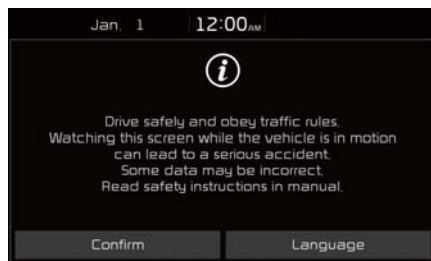 Jan. 1 12:00AM
i
Drive safely and obey traffic rules.
Watching this screen while the vehicle is in motion
can lead to a serious accident.
Some data may be incorrect.
Read safety instructions in manual.
Confirm Language